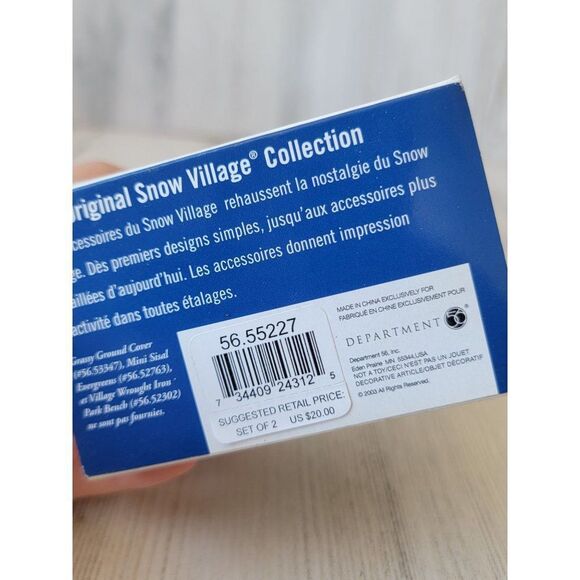 Original Snow Village® Collection
ccessoires du Snow Village rehaussent la nostalgie du Snow
ge. Dès premiers designs simples, jusqu'aux accessoires plus
aillées d'aujourd'hui. Les accessoires donnent impression
activité dans toutes étalages.
Grassy Ground Cover
(#56.53347), Mini Sisal
Evergreens (#56.52763),
et Village Wrought Iron
Park Bench (#56.52302)
ne sont pas fournies.
56.55227
7 34409 24312 5
SUGGESTED RETAIL PRICE:
SET OF 2 US $20.00
MADE IN CHINA EXCLUSIVELY FOR
FABRIQUÉ EN CHINE EXCLUSIVEMENT POUR
DEPARTMENT 56
Department 56, Inc.
Eden Prairie, MN. 55344,USA
NOT A TOY/CECI N'EST PAS UN JOUET
DECORATIVE ARTICLE/OBJET DÉCORATIF
© 2003 All Rights Reserved.